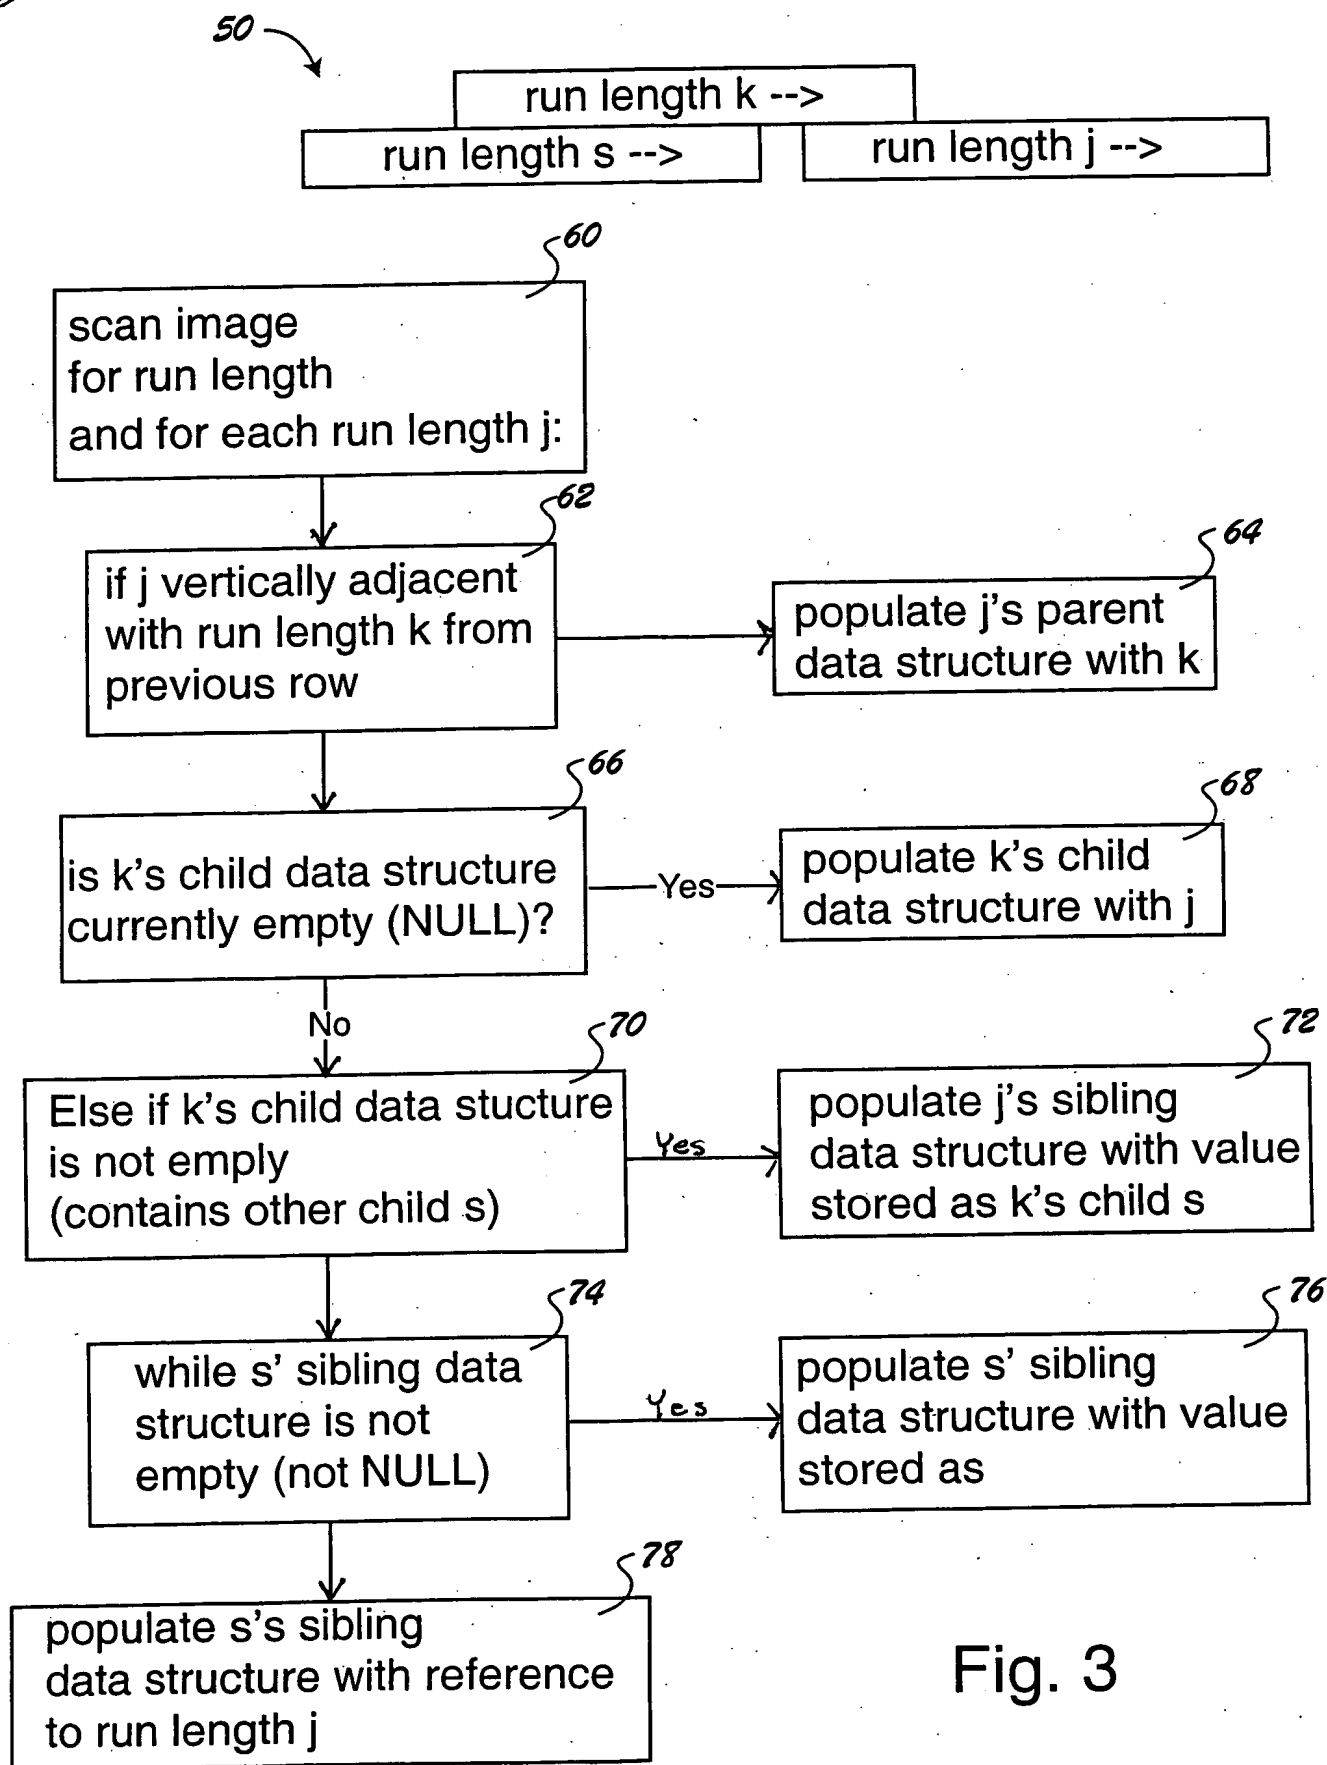 50
run length k -->
run length s -->
run length j -->
60
scan image
for run length
and for each run length j:
62
if j vertically adjacent
with run length k from
previous row
64
populate j's parent
data structure with k
66
is k's child data structure
currently empty (NULL)?
Yes
68
populate k's child
data structure with j
No
70
Else if k's child data stucture
is not emply
(contains other child s)
Yes
72
populate j's sibling
data structure with value
stored as k's child s
74
while s' sibling data
structure is not
empty (not NULL)
Yes
76
populate s' sibling
data structure with value
stored as
78
populate s's sibling
data structure with reference
to run length j
Fig. 3